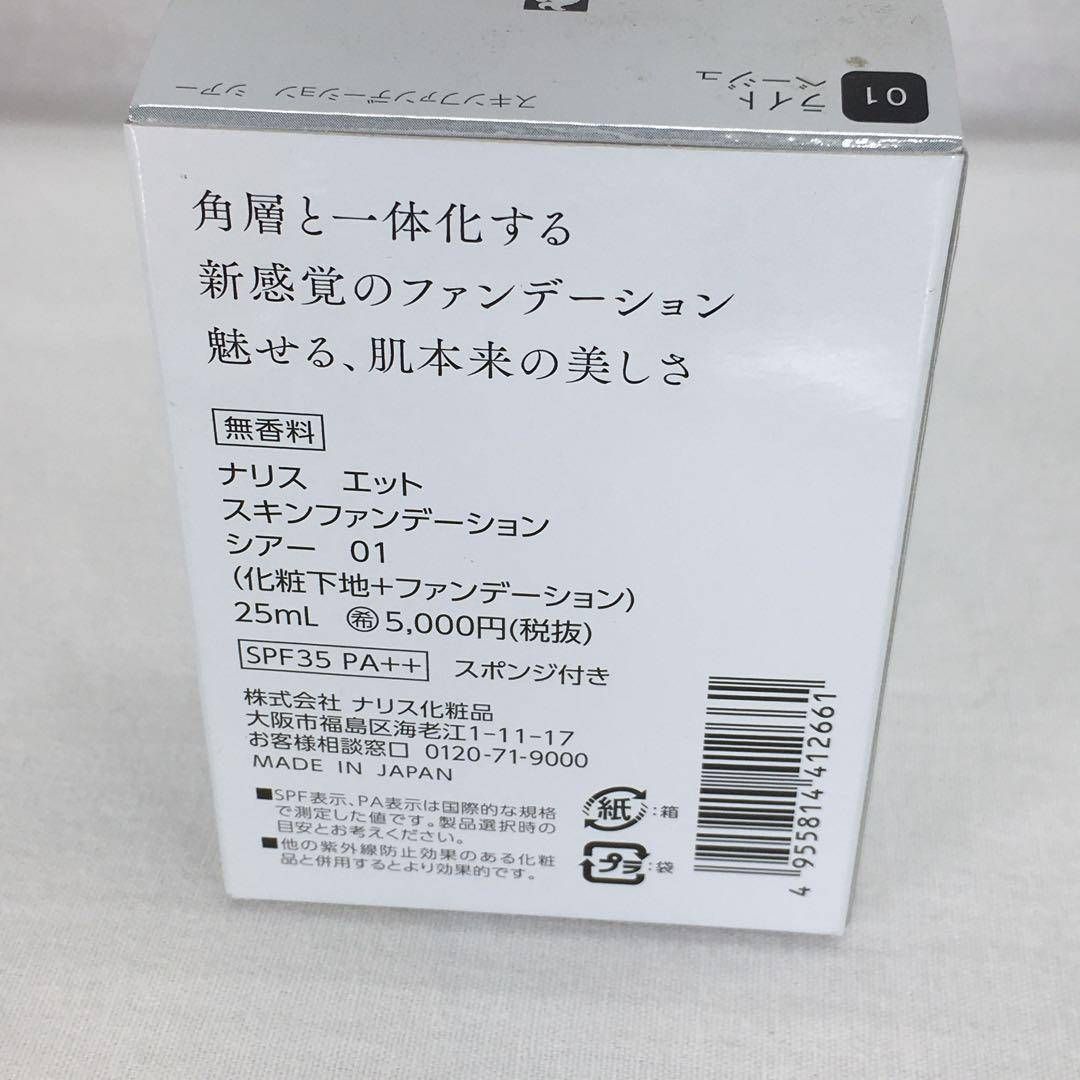 01
ライト
ベージュ
スキンファンデーション シアー
角層と一体化する
新感覚のファンデーション
魅せる、肌本来の美しさ
無香料
ナリス エット
スキンファンデーション
シアー 01
(化粧下地+ファンデーション)
25mL ㊤希5,000円(税抜)
SPF35 PA++ スポンジ付き
株式会社 ナリス化粧品
大阪市福島区海老江1-11-17
お客様相談窓口 0120-71-9000
MADE IN JAPAN
■SPF表示、PA表示は国際的な規格
で測定した値です。製品選択時の
目安とお考えください。
■他の紫外線防止効果のある化粧
品と併用するとより効果的です。
紙:箱
プラ:袋
4 955814 412661